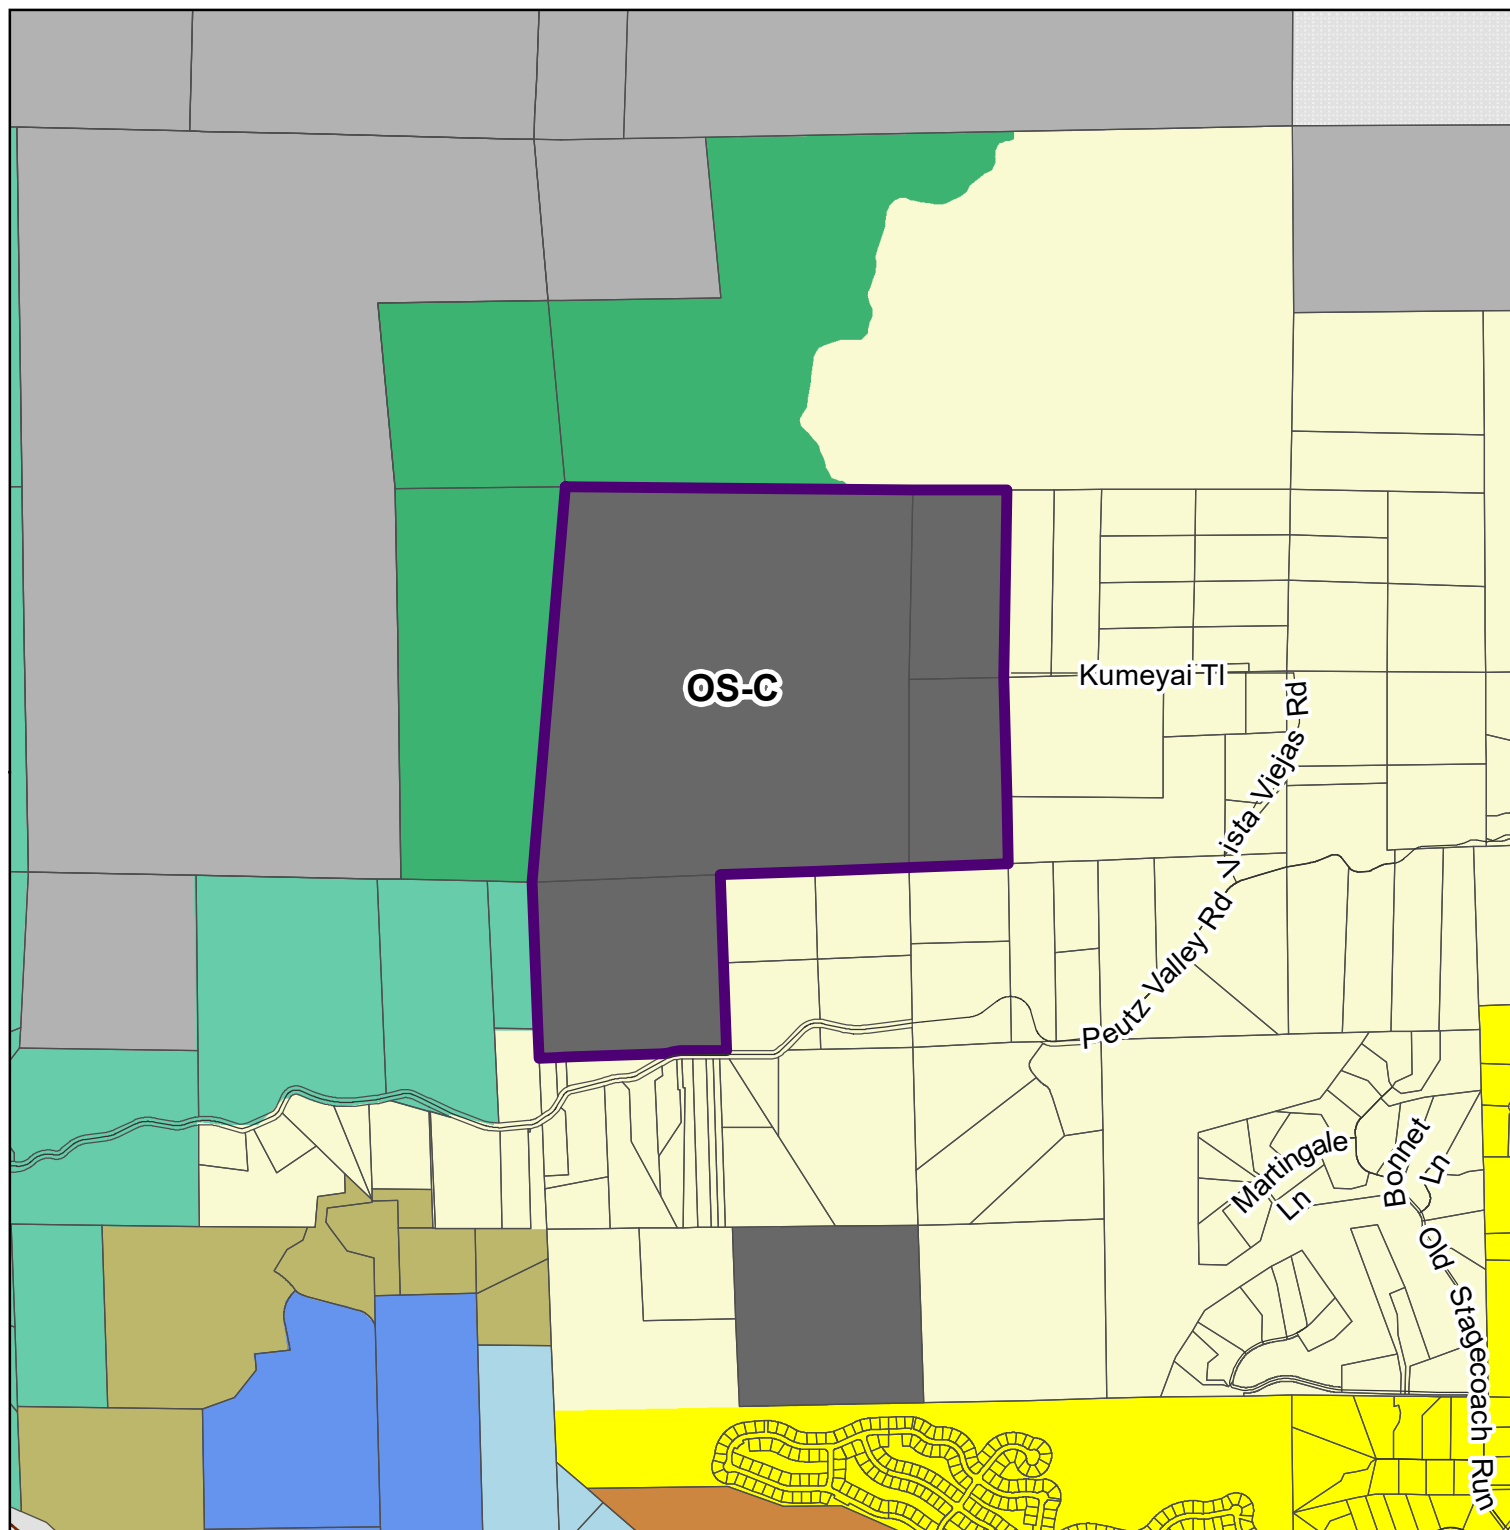 OS-C
Kumeyai Tl
Vista Viejas Rd
Peutz Valley Rd
Martingale
Ln
Bonnet
Ln
Old Stagecoach Run